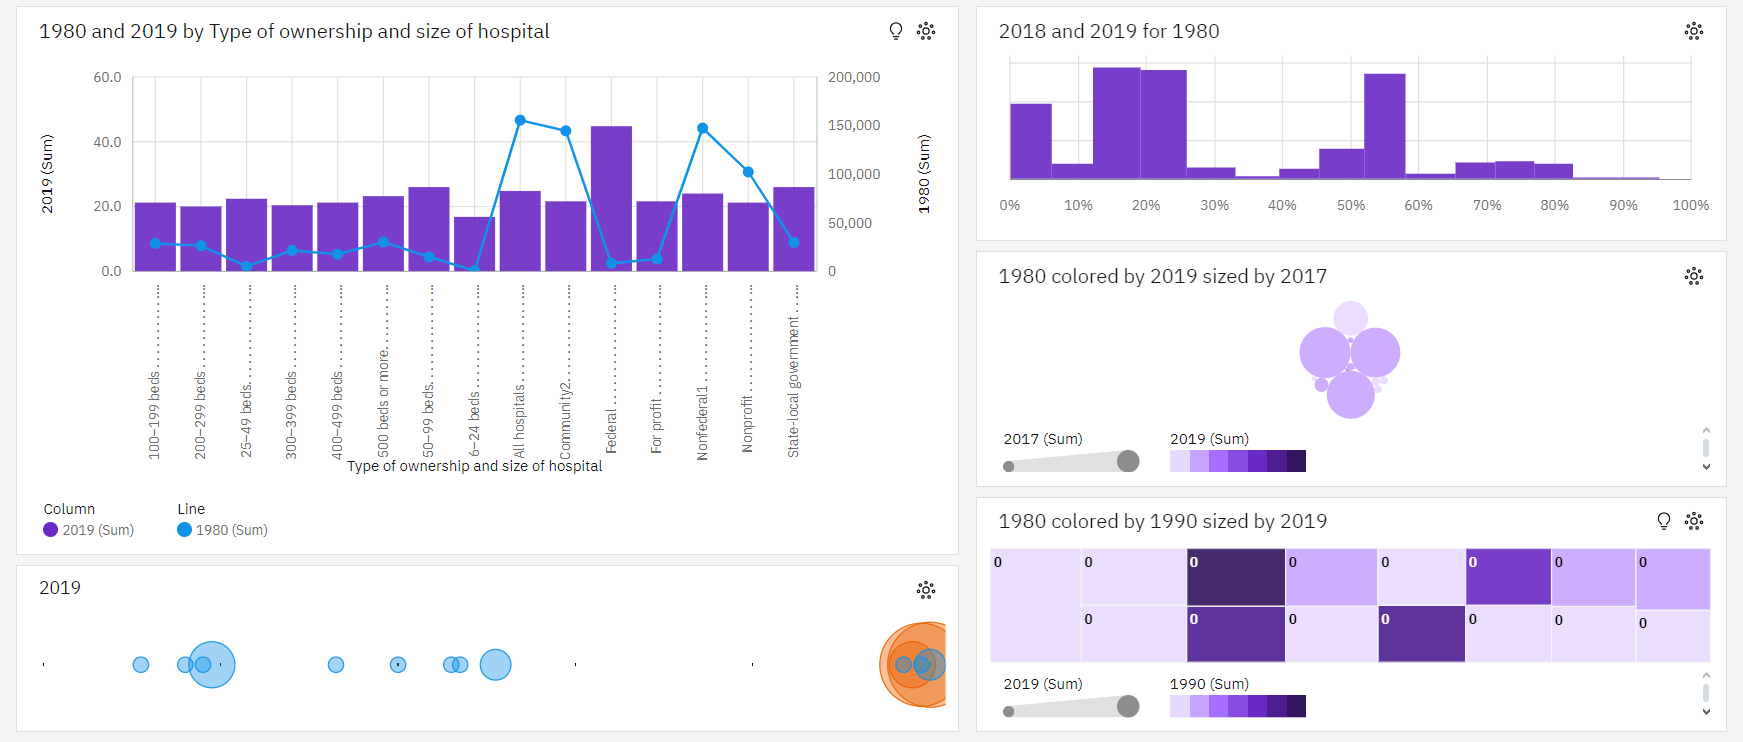 1980 and 2019 by Type of ownership and size of hospital
60.0
40.0
20.0
0.0
2019 (Sum)
200,000
150,000
100,000
50,000
0
1980 (Sum)
100–199 beds . . . . . . . . . . . . .
200–299 beds . . . . . . . . . . . . .
25–49 beds. . . . . . . . . . . . . . .
300–399 beds . . . . . . . . . . . . .
400–499 beds . . . . . . . . . . . . .
500 beds or more. . . . . . . . . .
50–99 beds. . . . . . . . . . . . . . .
6–24 beds . . . . . . . . . . . . . . . .
All hospitals. . . . . . . . . . . . . . .
Community2. . . . . . . . . . . . . .
Federal . . . . . . . . . . . . . . . . . .
For profit . . . . . . . . . . . . . . . . .
Nonfederal1 . . . . . . . . . . . . . .
Nonprofit. . . . . . . . . . . . . . . . .
State-local government . . . . .
Type of ownership and size of hospital
Column
2019 (Sum)
Line
1980 (Sum)
2019
2018 and 2019 for 1980
0% 10% 20% 30% 40% 50% 60% 70% 80% 90% 100%
1980 colored by 2019 sized by 2017
2017 (Sum)
2019 (Sum)
1980 colored by 1990 sized by 2019
0 0 0 0 0 0 0 0
0 0 0 0 0 0 0
2019 (Sum)
1990 (Sum)